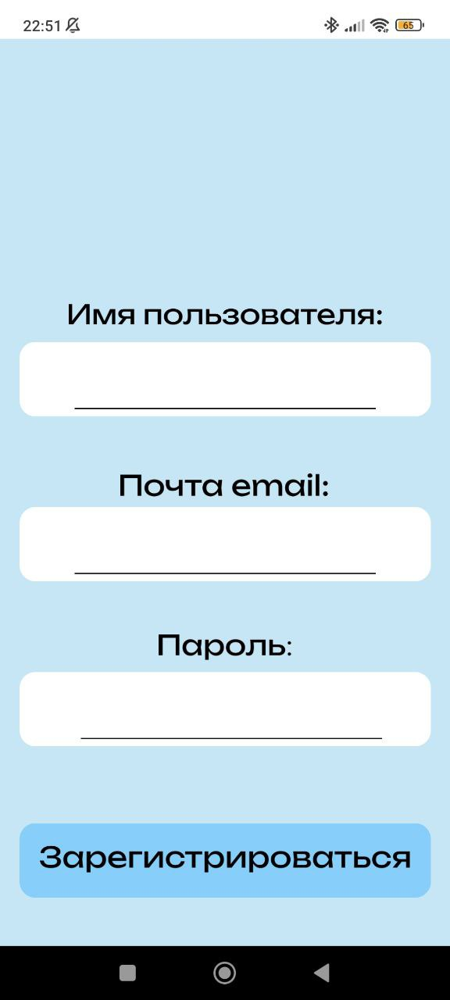 22:51
65
Имя пользователя:
Почта email:
Пароль:
Зарегистрироваться